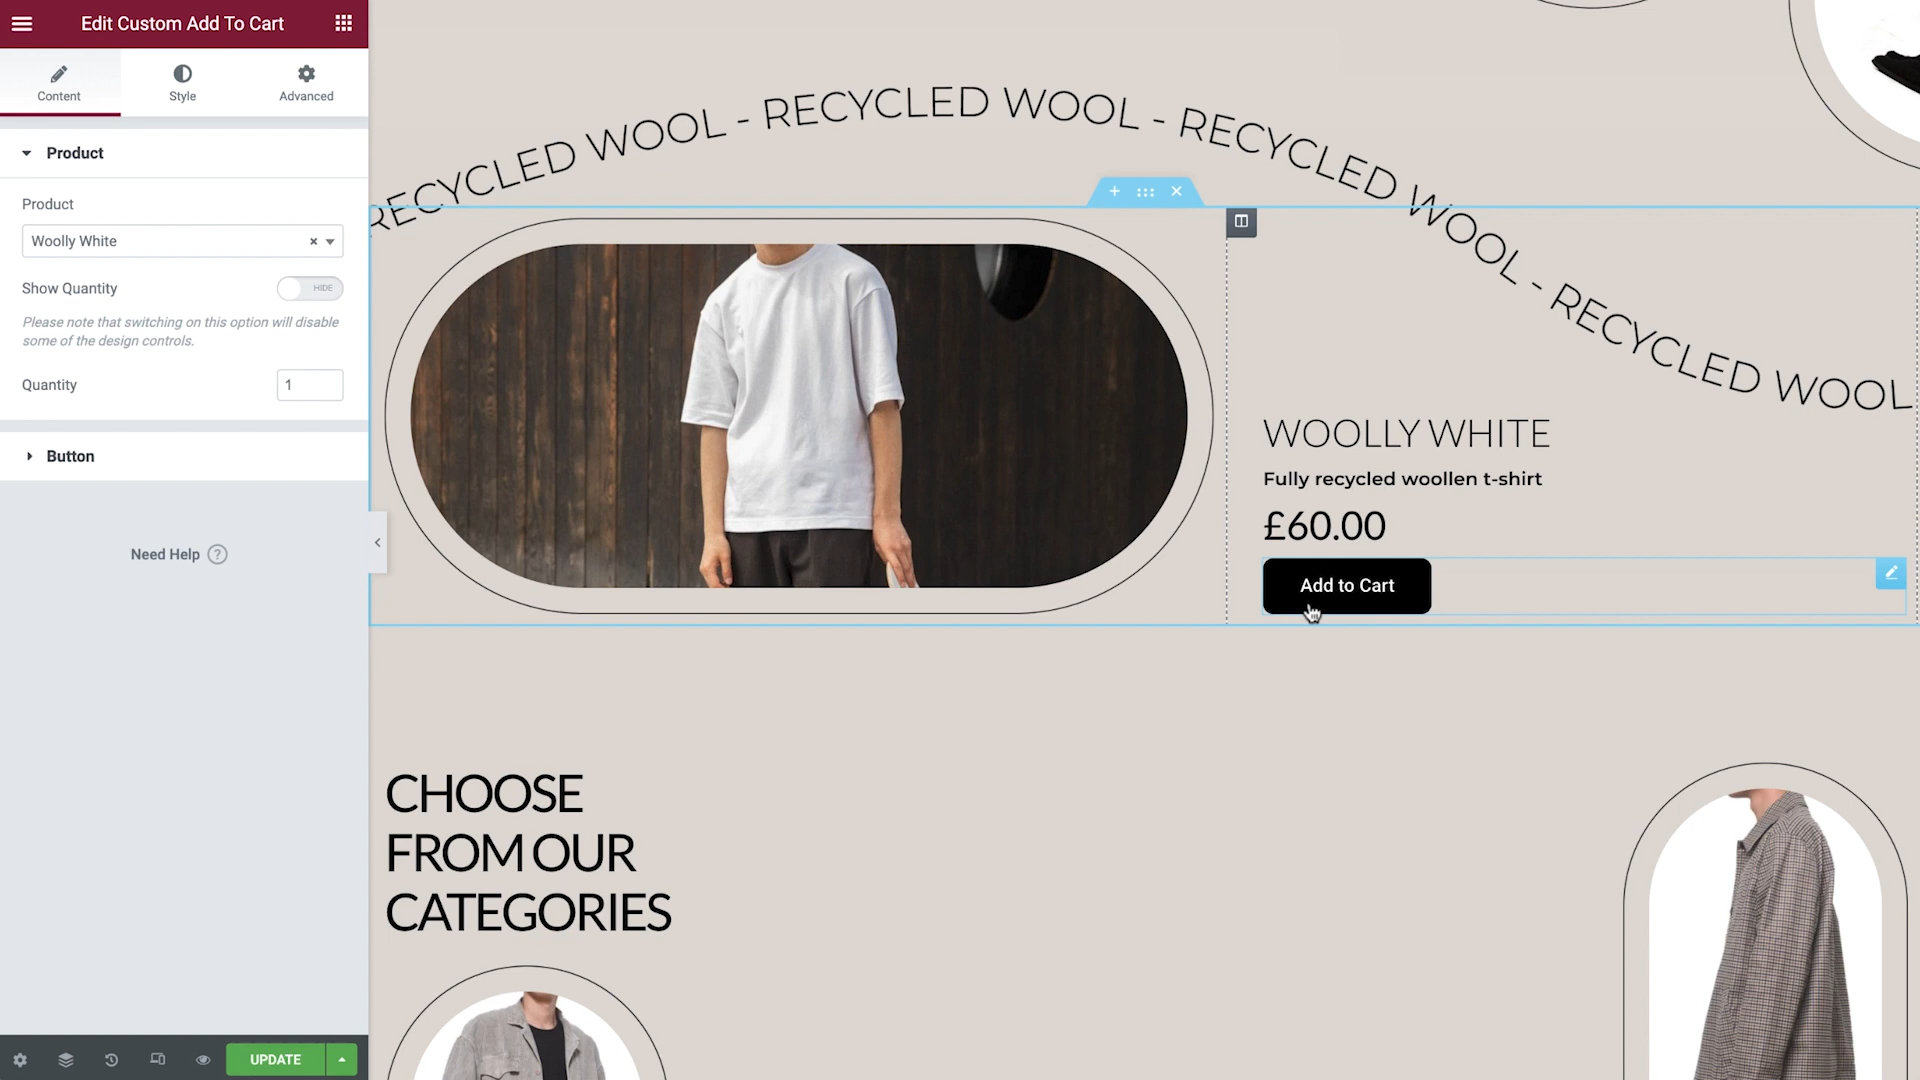 Edit Custom Add To Cart
Content
Style
Advanced
Product
Product
Woolly White
Show Quantity
HIDE
Please note that switching on this option will disable
some of the design controls.
Quantity
1
Button
Need Help ?
UPDATE
RECYCLED WOOL - RECYCLED WOOL - RECYCLED WOOL - RECYCLED WOOL
WOOLLY WHITE
Fully recycled woollen t-shirt
£60.00
Add to Cart
CHOOSE
FROM OUR
CATEGORIES